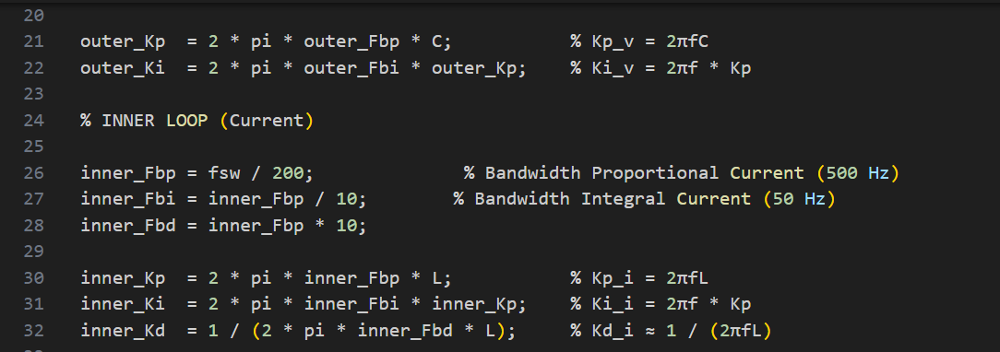 20
21 outer_Kp = 2 * pi * outer_Fbp * C; % Kp_v = 2πfC
22 outer_Ki = 2 * pi * outer_Fbi * outer_Kp; % Ki_v = 2πf * Kp
23
24 % INNER LOOP (Current)
25
26 inner_Fbp = fsw / 200; % Bandwidth Proportional Current (500 Hz)
27 inner_Fbi = inner_Fbp / 10; % Bandwidth Integral Current (50 Hz)
28 inner_Fbd = inner_Fbp * 10;
29
30 inner_Kp = 2 * pi * inner_Fbp * L; % Kp_i = 2πfL
31 inner_Ki = 2 * pi * inner_Fbi * inner_Kp; % Ki_i = 2πf * Kp
32 inner_Kd = 1 / (2 * pi * inner_Fbd * L); % Kd_i ≈ 1 / (2πfL)